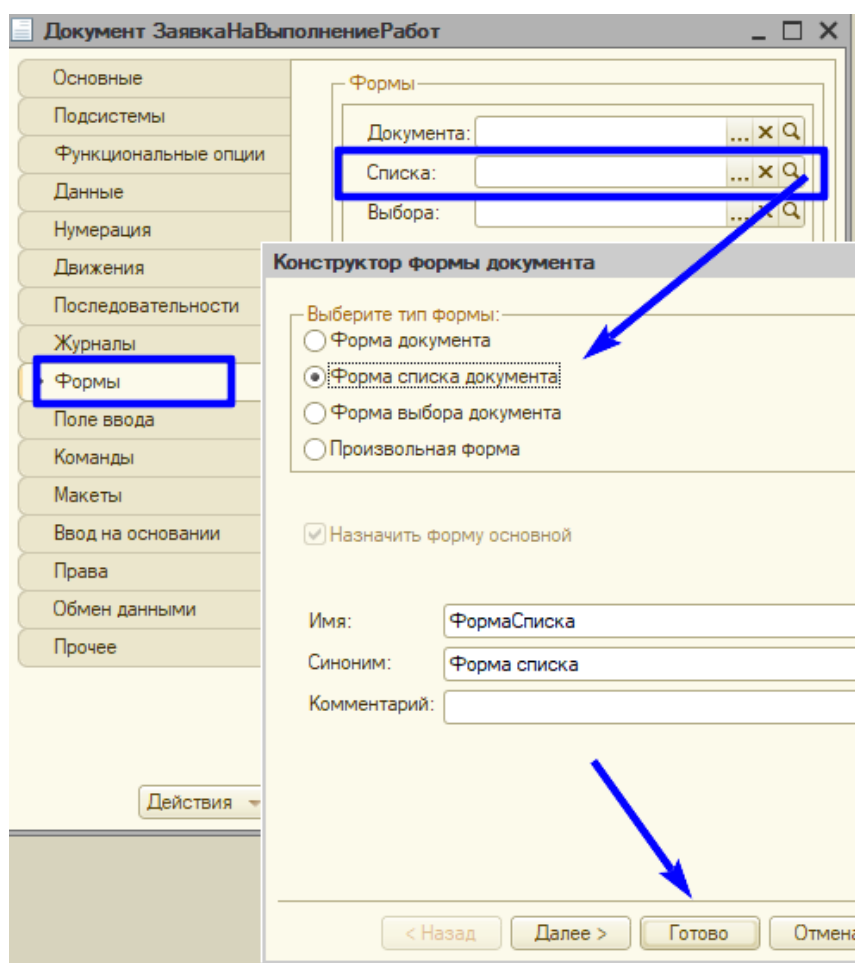 Документ ЗаявкаНаВыполнениеРабот
Основные
Подсистемы
Функциональные опции
Данные
Нумерация
Движения
Последовательности
Журналы
Формы
Поле ввода
Команды
Макеты
Ввод на основании
Права
Обмен данными
Прочее
Действия
Формы
Документа:
Списка:
Выбора:
Конструктор формы документа
Выберите тип формы:
Форма документа
Форма списка документа
Форма выбора документа
Произвольная форма
Назначить форму основной
Имя: ФормаСписка
Синоним: Форма списка
Комментарий:
< Назад Далее > Готово Отмена